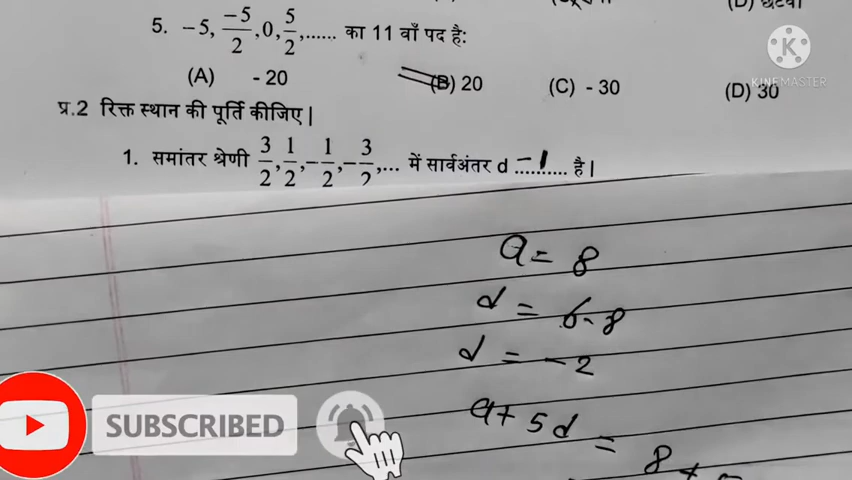 (D) छटवा
5. -5, -5/2, 0, 5/2, ...... का 11 वाँ पद है:
(A) - 20 (B) 20 (C) - 30 (D) 30
KINEMASTER
प्र.2 रिक्त स्थान की पूर्ति कीजिए|
1. समांतर श्रेणी 3/2, 1/2, -1/2, -3/2, ... में सार्वअंतर d -1 .......... है|
a = 8
d = 6 - 8
d = -2
a + 5d = 8 +
SUBSCRIBED